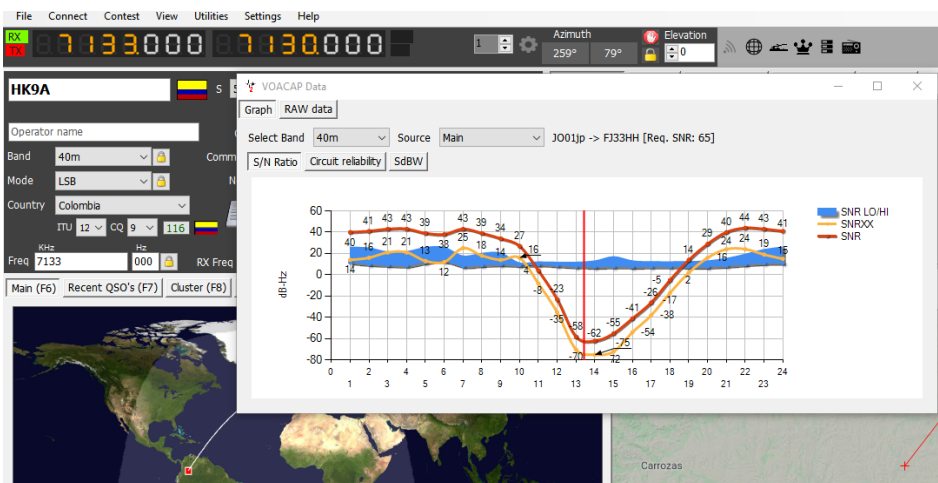 File Connect Contest View Utilities Settings Help
RX
TX
7133.000 7130.000
1
Azimuth
259° 79°
Elevation
0
HK9A
S 5
VOACAP Data
Graph RAW data
Operator name
Select Band 40m Source Main JO01jp -> FJ33HH [Req. SNR: 65]
S/N Ratio Circuit reliability SdBW
Band 40m Comm
Mode LSB N
Country Colombia
ITU 12 CQ 9 116
KHz Hz
Freq 7133 000 RX Freq
Main (F6) Recent QSO's (F7) Cluster (F8)
SNR LO/HI
SNRXX
SNR
dB-Hz
60
40
20
0
-20
-40
-60
-80
41 43 43 39 43 39 34 27 16 -23 -58 -62 -55 -41 -26 -5 14 29 40 44 43 41
40 16 21 21 13 38 25 18 14 4 -8 -35 -70 -75 -72 -54 -38 -17 2 16 24 24 19 15
14 12
0 2 4 6 8 10 12 14 16 18 20 22 24
1 3 5 7 9 11 13 15 17 19 21 23
Carrozas